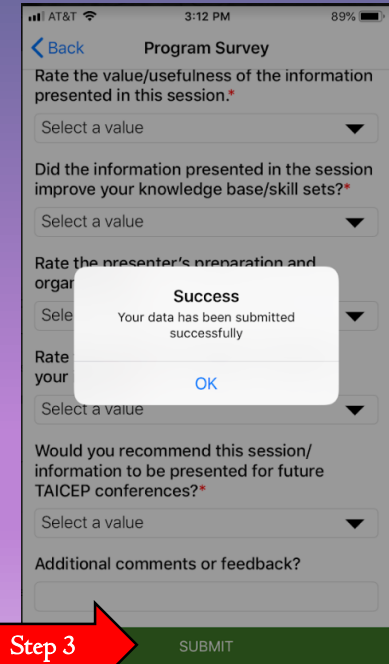 AT&T 3:12 PM 89%
Back Program Survey
Rate the value/usefulness of the information
presented in this session.*
Select a value
Did the information presented in the session
improve your knowledge base/skill sets?*
Select a value
Rate the presenter's preparation and
organ
Sele
Success
Your data has been submitted
successfully
Rate
your
OK
Select a value
Would you recommend this session/
information to be presented for future
TAICEP conferences?*
Select a value
Additional comments or feedback?
Step 3 SUBMIT